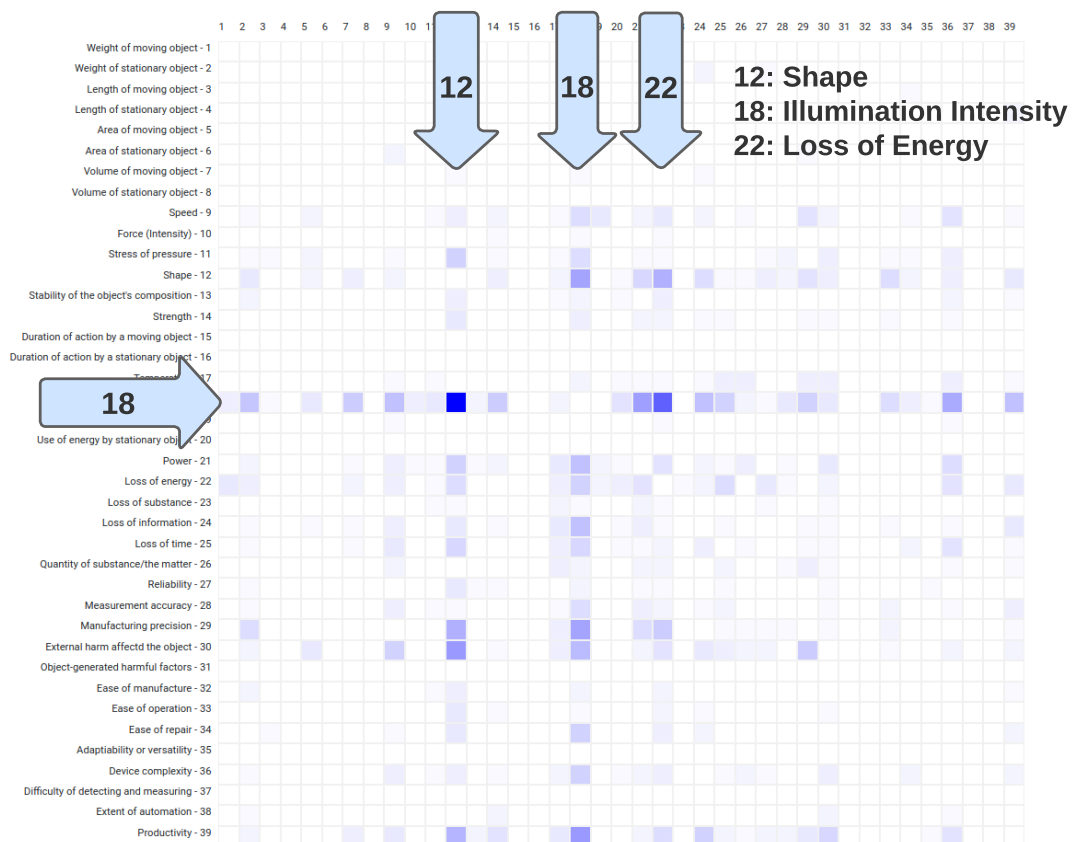 1 2 3 4 5 6 7 8 9 10 14 15 16 20 24 25 26 27 28 29 30 31 32 33 34 35 36 37 38 39
Weight of moving object - 1
Weight of stationary object - 2
12 18 22
12: Shape
18: Illumination Intensity
22: Loss of Energy
Length of moving object - 3
Length of stationary object - 4
Area of moving object - 5
Area of stationary object - 6
Volume of moving object - 7
Volume of stationary object - 8
Speed - 9
Force (Intensity) - 10
Stress of pressure - 11
Shape - 12
Stability of the object's composition - 13
Strength - 14
Duration of action by a moving object - 15
Duration of action by a stationary object - 16
17
18
Use of energy by stationary object - 20
Power - 21
Loss of energy - 22
Loss of substance - 23
Loss of information - 24
Loss of time - 25
Quantity of substance/the matter - 26
Reliability - 27
Measurement accuracy - 28
Manufacturing precision - 29
External harm affectd the object - 30
Object-generated harmful factors - 31
Ease of manufacture - 32
Ease of operation - 33
Ease of repair - 34
Adaptiability or versatility - 35
Device complexity - 36
Difficulty of detecting and measuring - 37
Extent of automation - 38
Productivity - 39